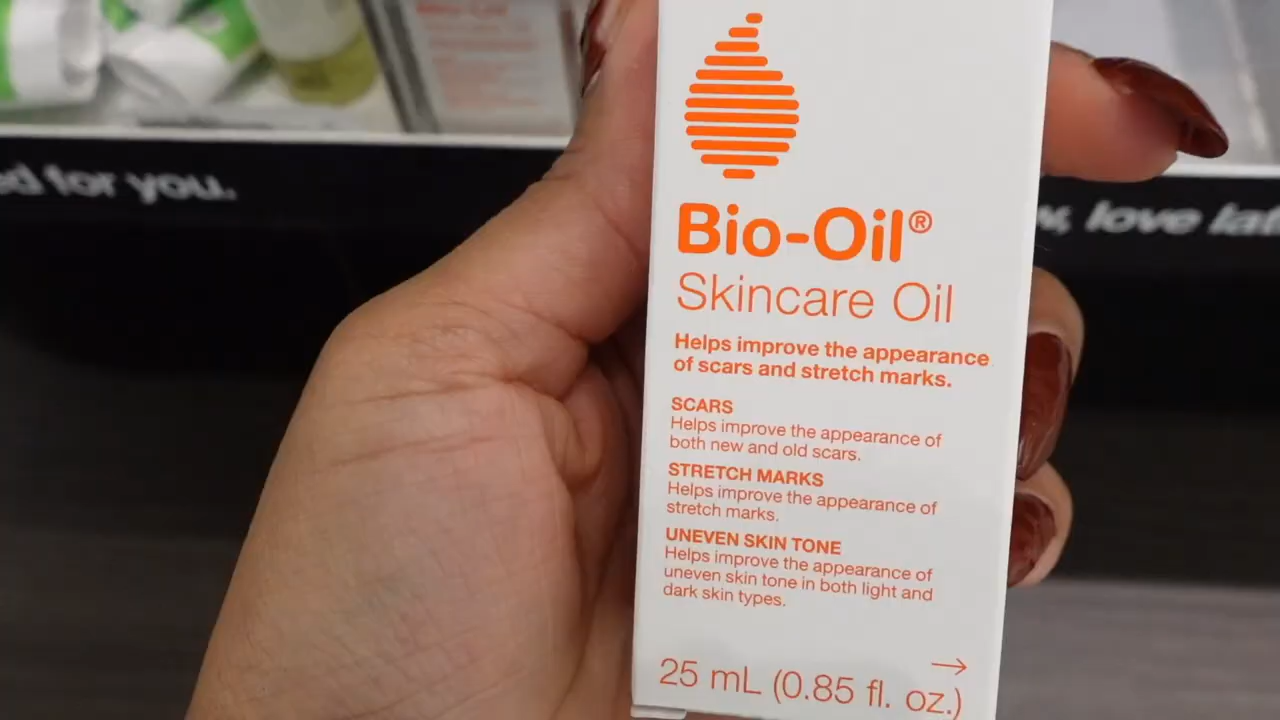 ed for you.
, love lat
Bio-Oil®
Skincare Oil
Helps improve the appearance
of scars and stretch marks.
SCARS
Helps improve the appearance of
both new and old scars.
STRETCH MARKS
Helps improve the appearance of
stretch marks.
UNEVEN SKIN TONE
Helps improve the appearance of
uneven skin tone in both light and
dark skin types.
→
25 mL (0.85 fl. oz.)